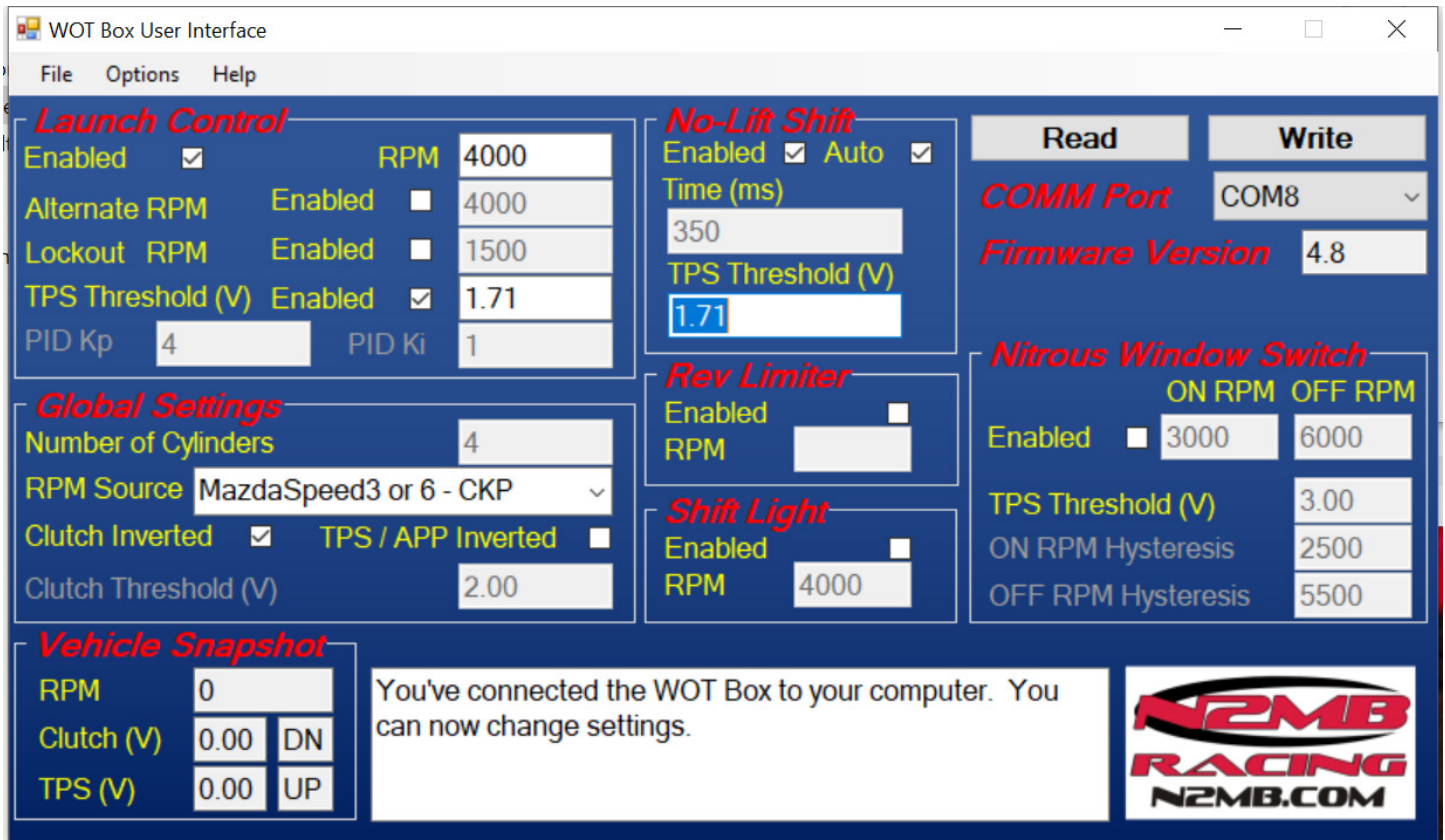 WOT Box User Interface
File Options Help
Launch Control
Enabled RPM 4000
Alternate RPM Enabled 4000
Lockout RPM Enabled 1500
TPS Threshold (V) Enabled 1.71
PID Kp 4 PID Ki 1
No-Lift Shift
Enabled Auto
Time (ms)
350
TPS Threshold (V)
1.71
Read Write
COMM Port COM8
Firmware Version 4.8
Global Settings
Number of Cylinders 4
RPM Source MazdaSpeed3 or 6 - CKP
Clutch Inverted TPS / APP Inverted
Clutch Threshold (V) 2.00
Rev Limiter
Enabled
RPM
Shift Light
Enabled
RPM 4000
Nitrous Window Switch
ON RPM OFF RPM
Enabled 3000 6000
TPS Threshold (V) 3.00
ON RPM Hysteresis 2500
OFF RPM Hysteresis 5500
Vehicle Snapshot
RPM 0
Clutch (V) 0.00 DN
TPS (V) 0.00 UP
You've connected the WOT Box to your computer. You
can now change settings.
N2MB
RACING
N2MB.COM